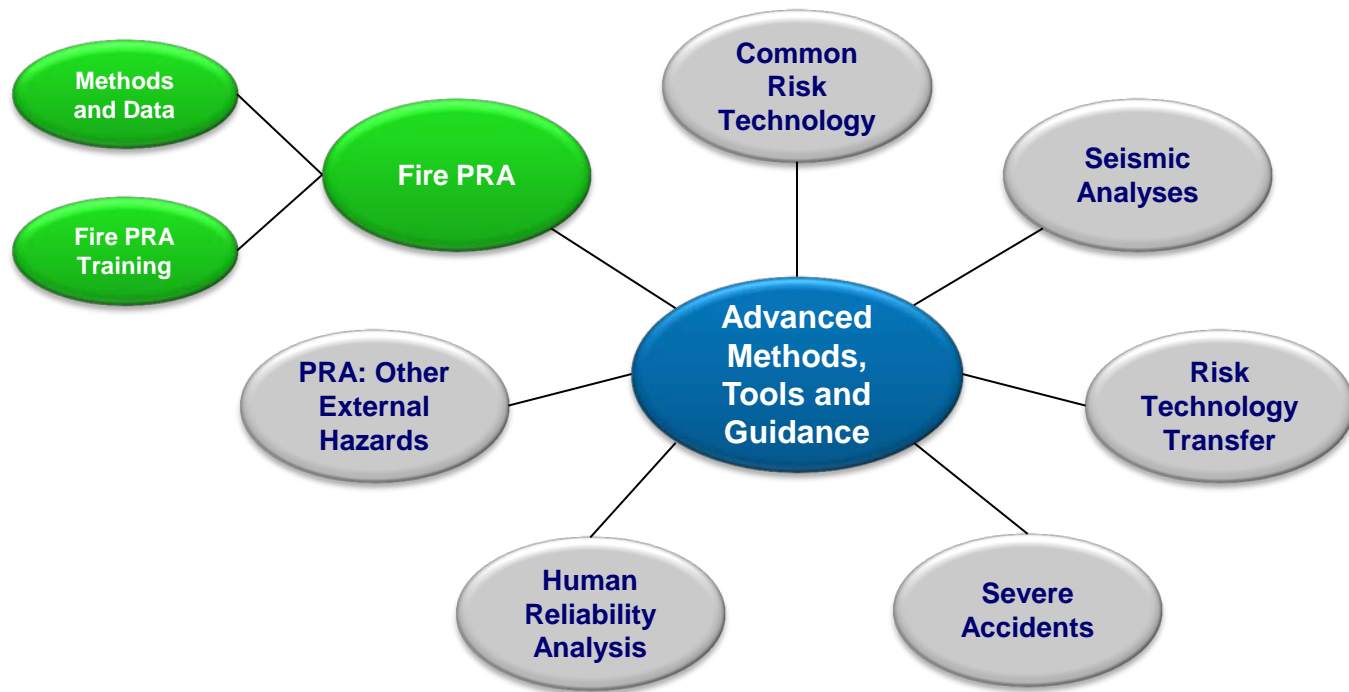 Common
Risk
Technology
Methods
and Data
Fire PRA
Seismic
Analyses
Fire PRA
Training
Advanced
Methods,
Tools and
Guidance
PRA: Other
External
Hazards
Risk
Technology
Transfer
Human
Reliability
Analysis
Severe
Accidents